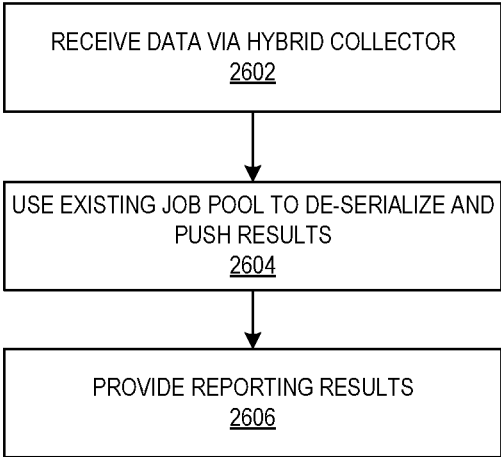 RECEIVE DATA VIA HYBRID COLLECTOR
2602
USE EXISTING JOB POOL TO DE-SERIALIZE AND
PUSH RESULTS
2604
PROVIDE REPORTING RESULTS
2606